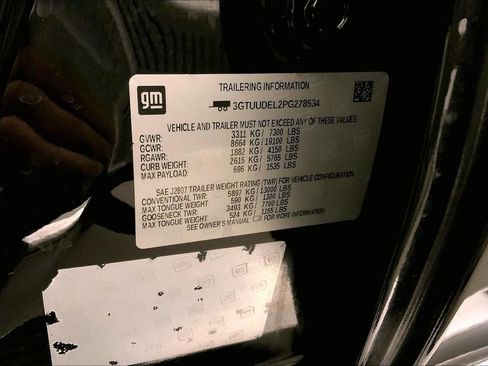 gm
TRAILERING INFORMATION
3GTUUDEL2PG278534
VEHICLE AND TRAILER MUST NOT EXCEED ANY OF THESE VALUES.
GVWR: 3311 KG / 7300 LBS
GCWR: 8664 KG / 19100 LBS
RGAWR: 1882 KG / 4150 LBS
CURB WEIGHT: 2615 KG / 5765 LBS
MAX PAYLOAD: 696 KG / 1535 LBS
SAE J2807 TRAILER WEIGHT RATING (TWR) FOR VEHICLE CONFIGURATION.
CONVENTIONAL TWR: 5897 KG / 13000 LBS
MAX TONGUE WEIGHT 590 KG / 1300 LBS
GOOSENECK TWR: 3493 KG / 7700 LBS
MAX TONGUE WEIGHT: 524 KG / 1155 LBS
SEE OWNER'S MANUAL FOR MORE INFORMATION